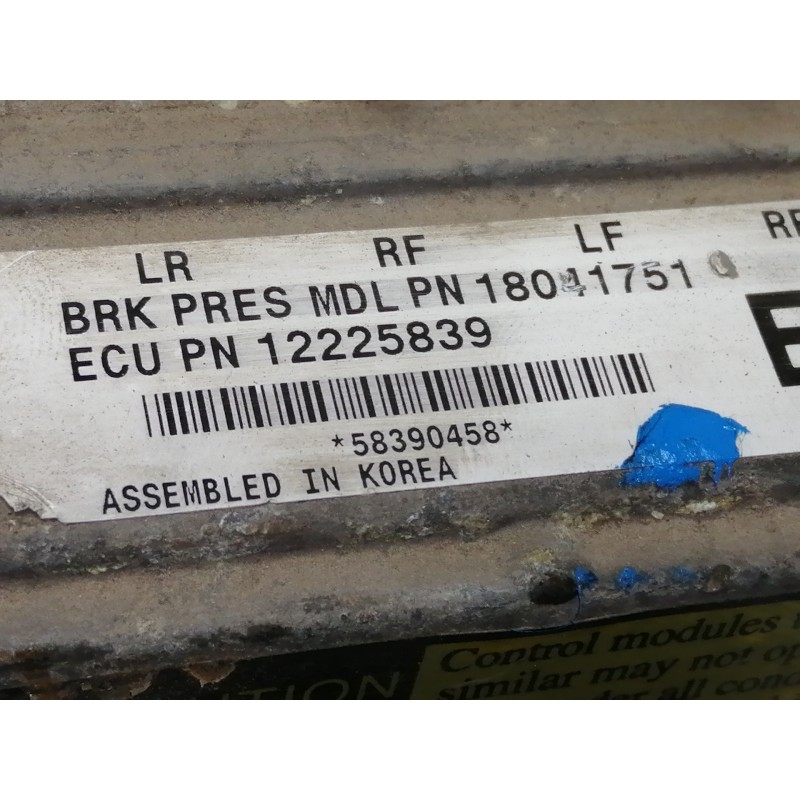 LR RF LF
BRK PRES MDL PN 18041751
ECU PN 12225839
*58390458*
ASSEMBLED IN KOREA
Control modules
similar may not
all